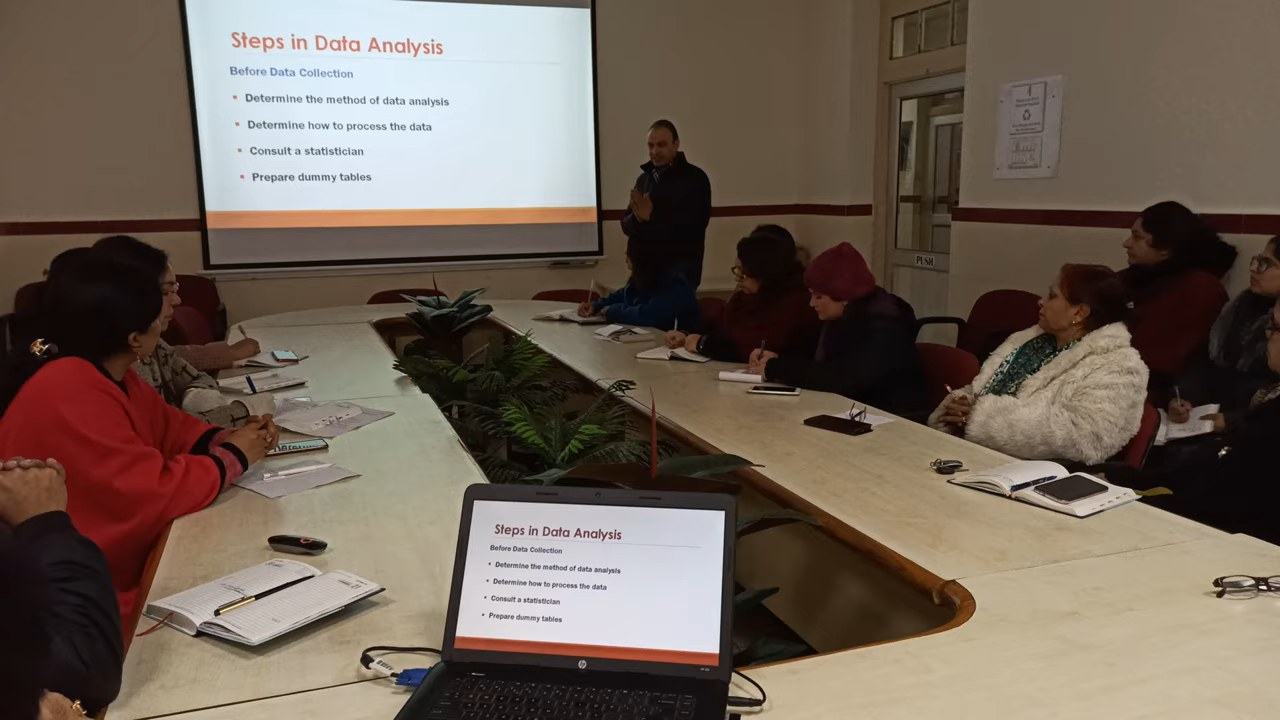 Steps in Data Analysis
Before Data Collection
▪ Determine the method of data analysis
▪ Determine how to process the data
▪ Consult a statistician
▪ Prepare dummy tables
PUSH
Steps in Data Analysis
Before Data Collection
▪ Determine the method of data analysis
▪ Determine how to process the data
▪ Consult a statistician
▪ Prepare dummy tables
hp